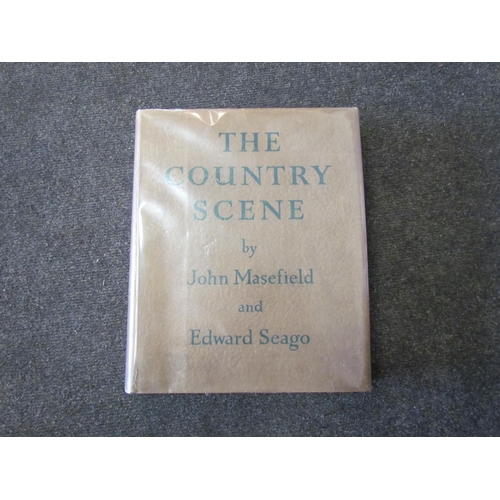 THE
COUNTRY
SCENE
by
John Masefield
and
Edward Seago